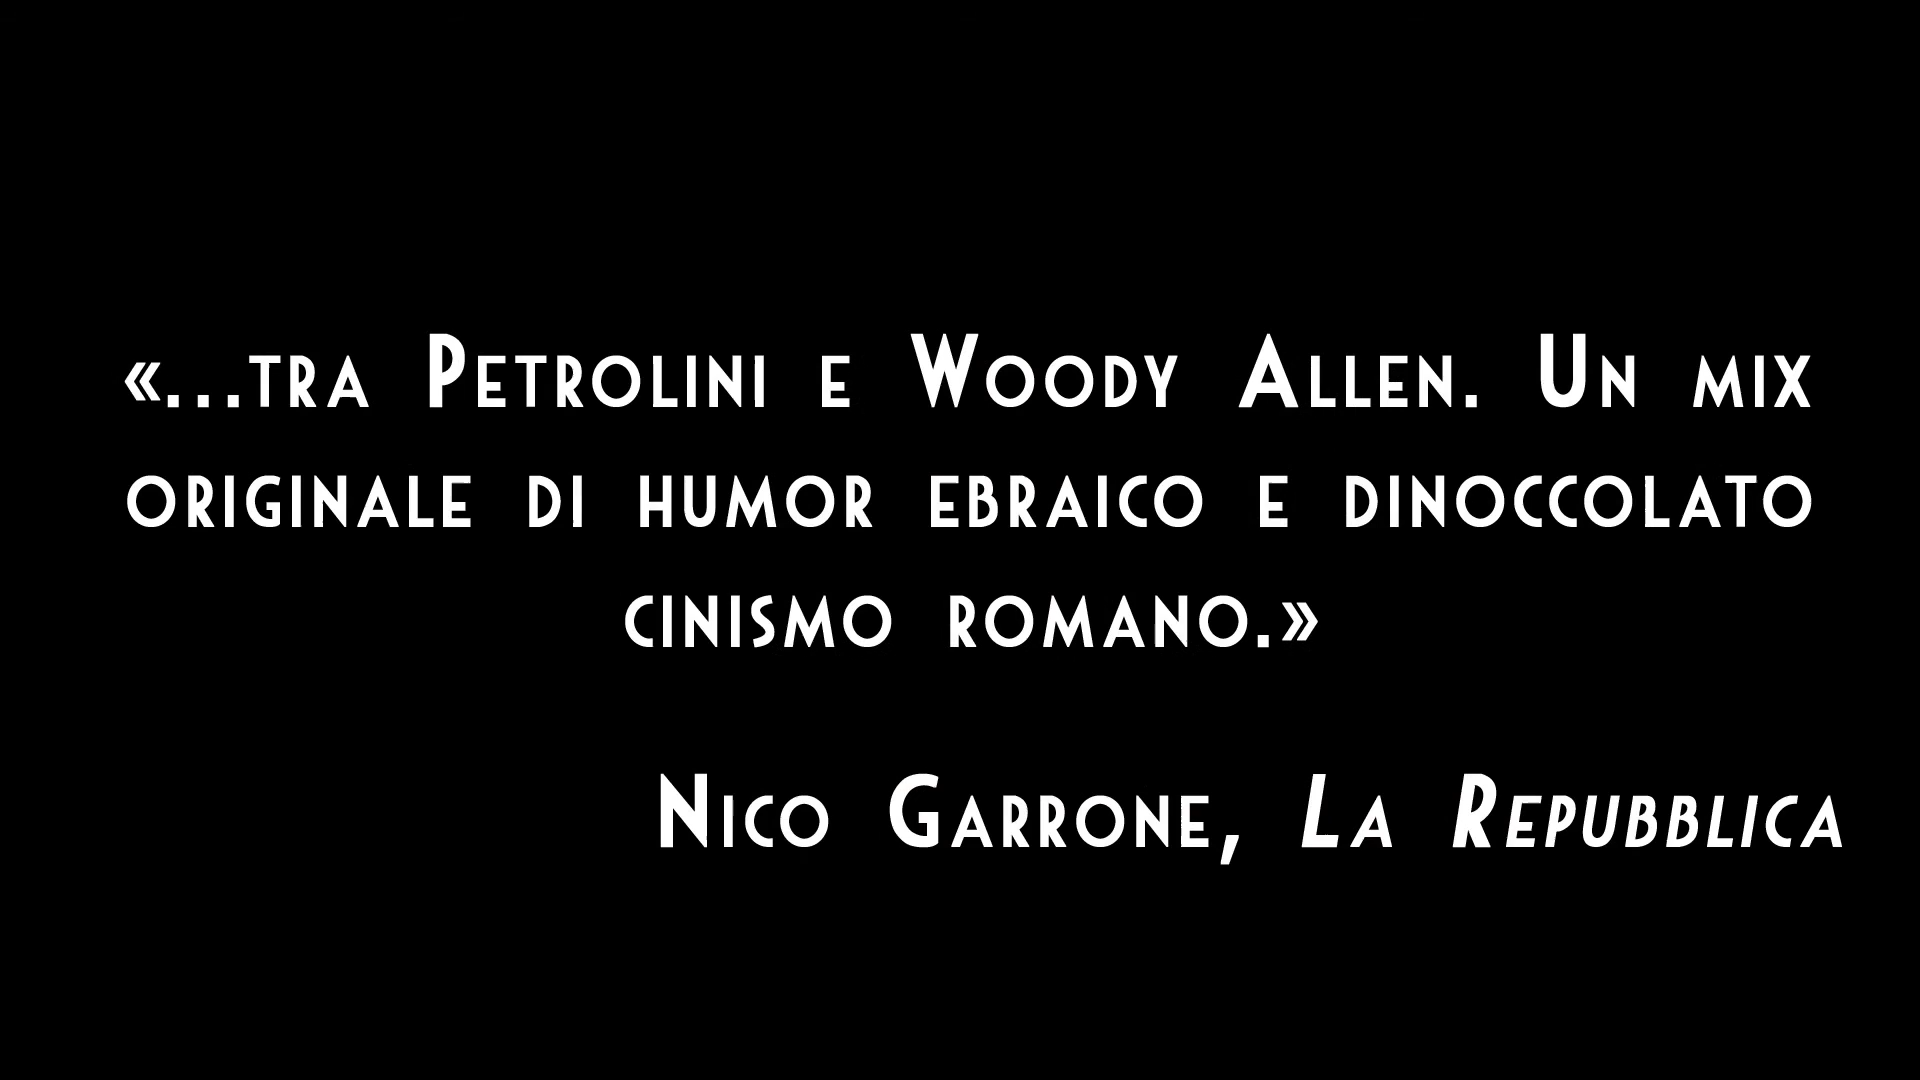 «...tra Petrolini e Woody Allen. Un mix
originale di humor ebraico e dinoccolato
cinismo romano.»
Nico Garrone, La Repubblica